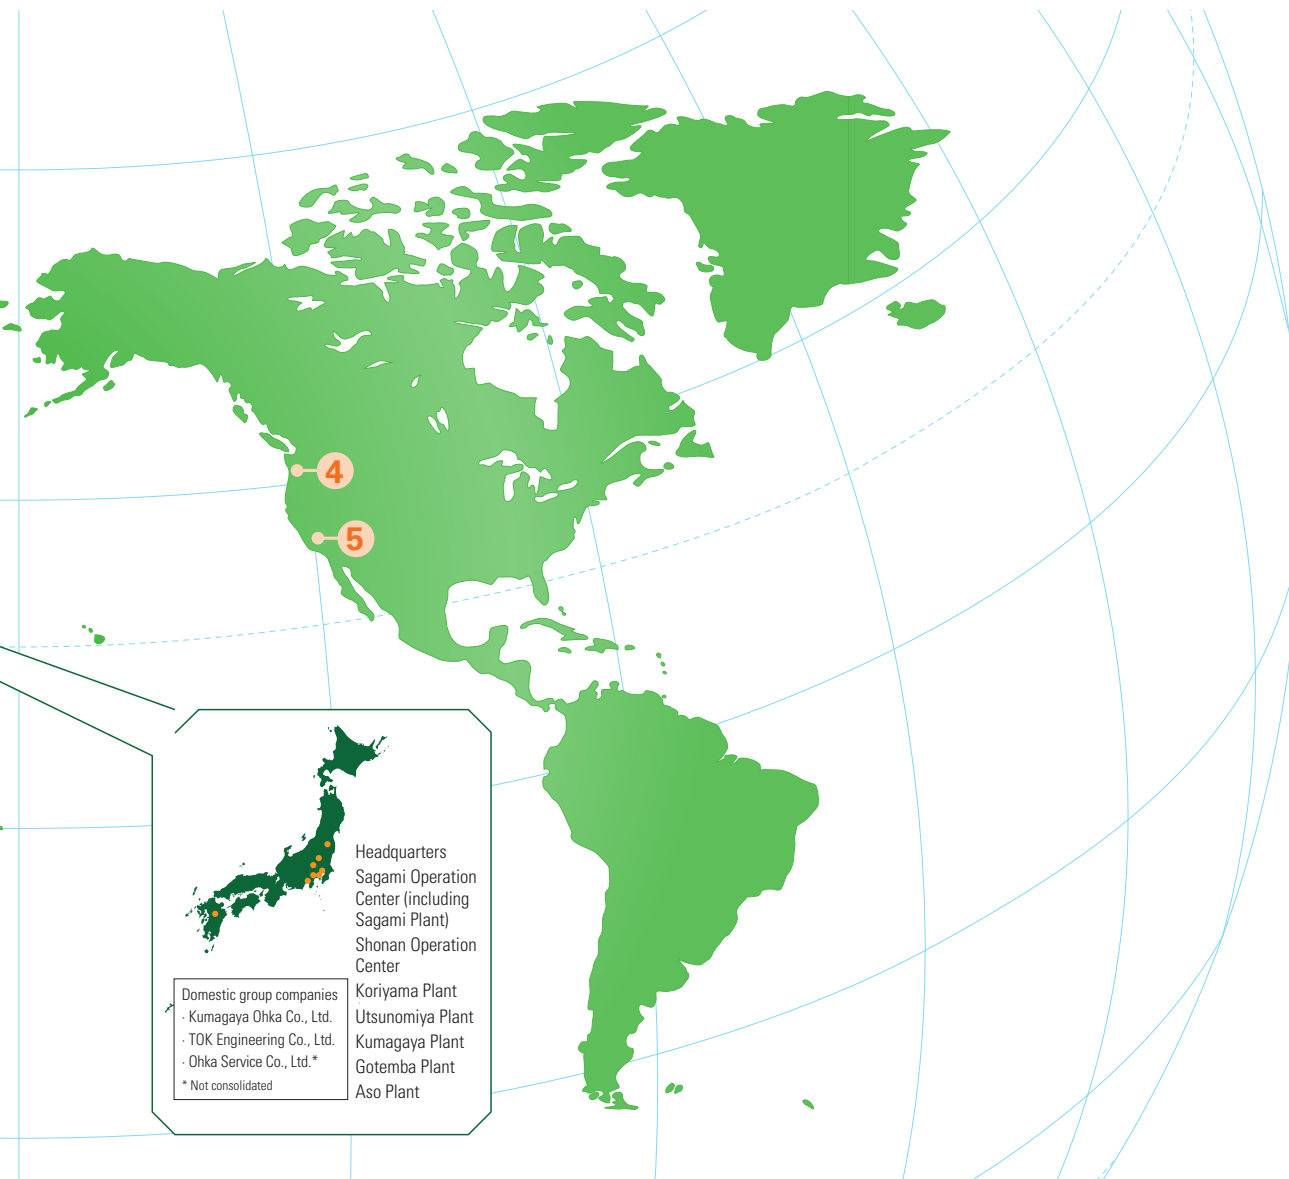 4
5
Headquarters
Sagami Operation
Center (including
Sagami Plant)
Shonan Operation
Center
Koriyama Plant
Utsunomiya Plant
Kumagaya Plant
Gotemba Plant
Aso Plant
Domestic group companies
· Kumagaya Ohka Co., Ltd.
· TOK Engineering Co., Ltd.
· Ohka Service Co., Ltd.*
* Not consolidated